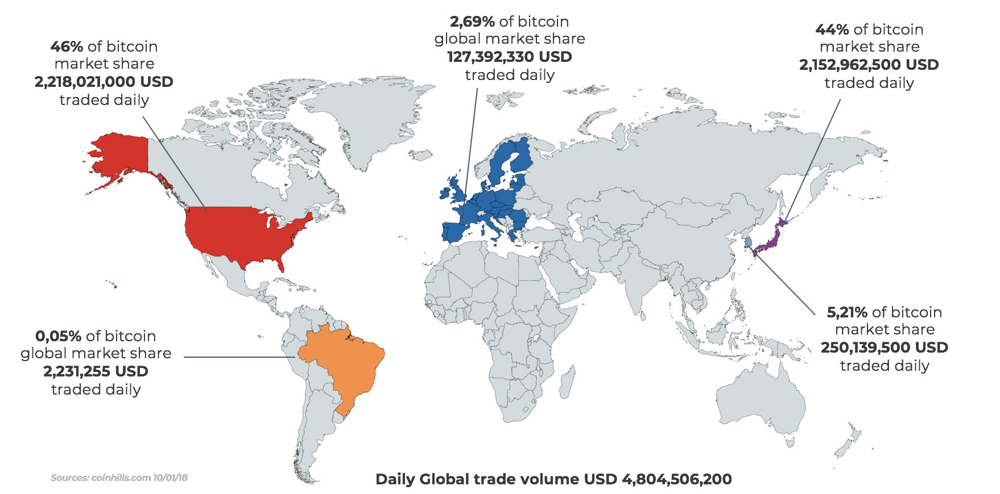 46% of bitcoin
market share
2,218,021,000 USD
traded daily
2,69% of bitcoin
global market share
127,392,330 USD
traded daily
44% of bitcoin
market share
2,152,962,500 USD
traded daily
0,05% of bitcoin
global market share
2,231,255 USD
traded daily
5,21% of bitcoin
market share
250,139,500 USD
traded daily
Sources: coinhills.com 10/01/18
Daily Global trade volume USD 4,804,506,200